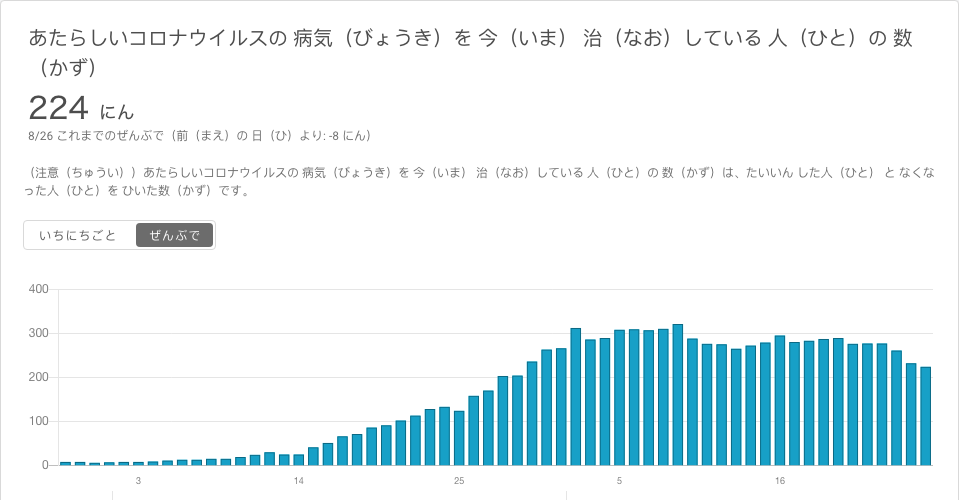 あたらしいコロナウイルスの 病気（びょうき）を 今（いま） 治（なお）している 人（ひと）の 数
（かず）
224 にん
8/26 これまでのぜんぶで（前（まえ）の 日（ひ）より: -8 にん）
（注意（ちゅうい））あたらしいコロナウイルスの 病気（びょうき）を 今（いま） 治（なお）している 人（ひと）の 数（かず）は、たいいん した人（ひと） と なくな
った人（ひと）を ひいた数（かず）です。
いちにちごと ぜんぶで
400
300
200
100
0
3 14 25 5 16